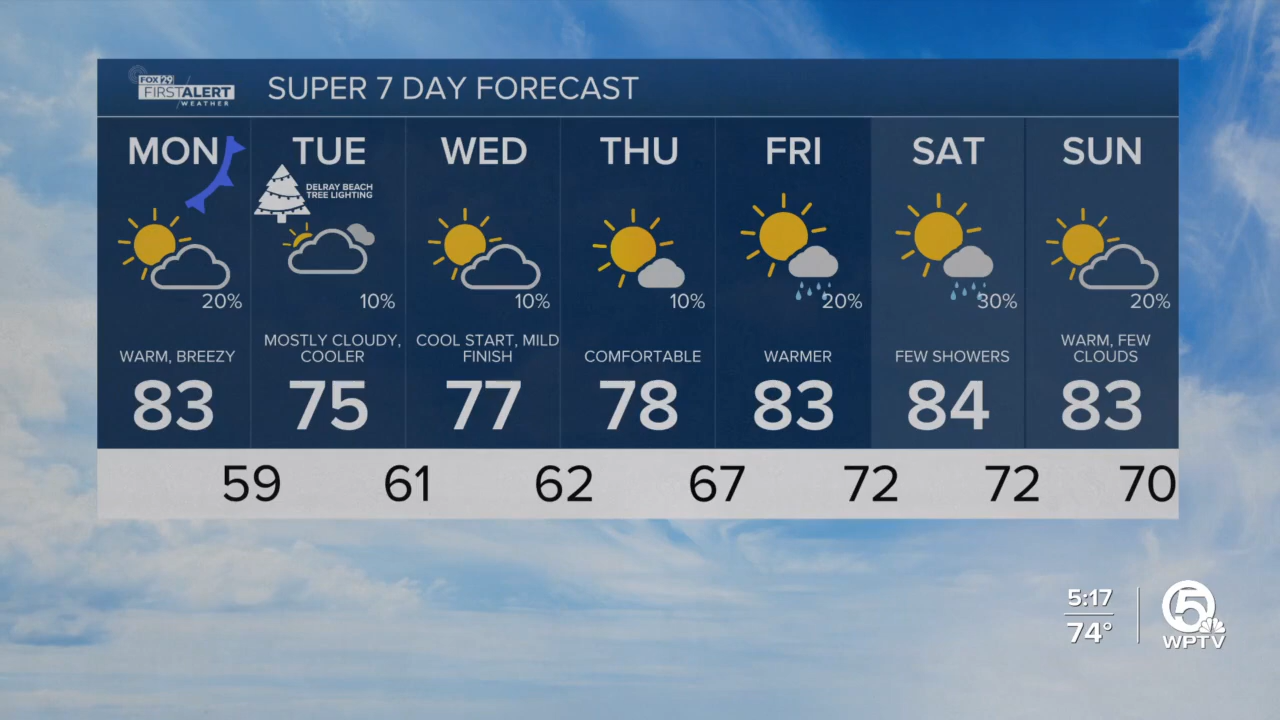 FOX 29
FIRST ALERT
WEATHER
SUPER 7 DAY FORECAST
MON
TUE
WED
THU
FRI
SAT
SUN
DELRAY BEACH
TREE LIGHTING
20%
10%
10%
10%
20%
30%
20%
WARM, BREEZY
MOSTLY CLOUDY,
COOLER
COOL START, MILD
FINISH
COMFORTABLE
WARMER
FEW SHOWERS
WARM, FEW
CLOUDS
83
75
77
78
83
84
83
59
61
62
67
72
72
70
5:17
74°
5
WPTV